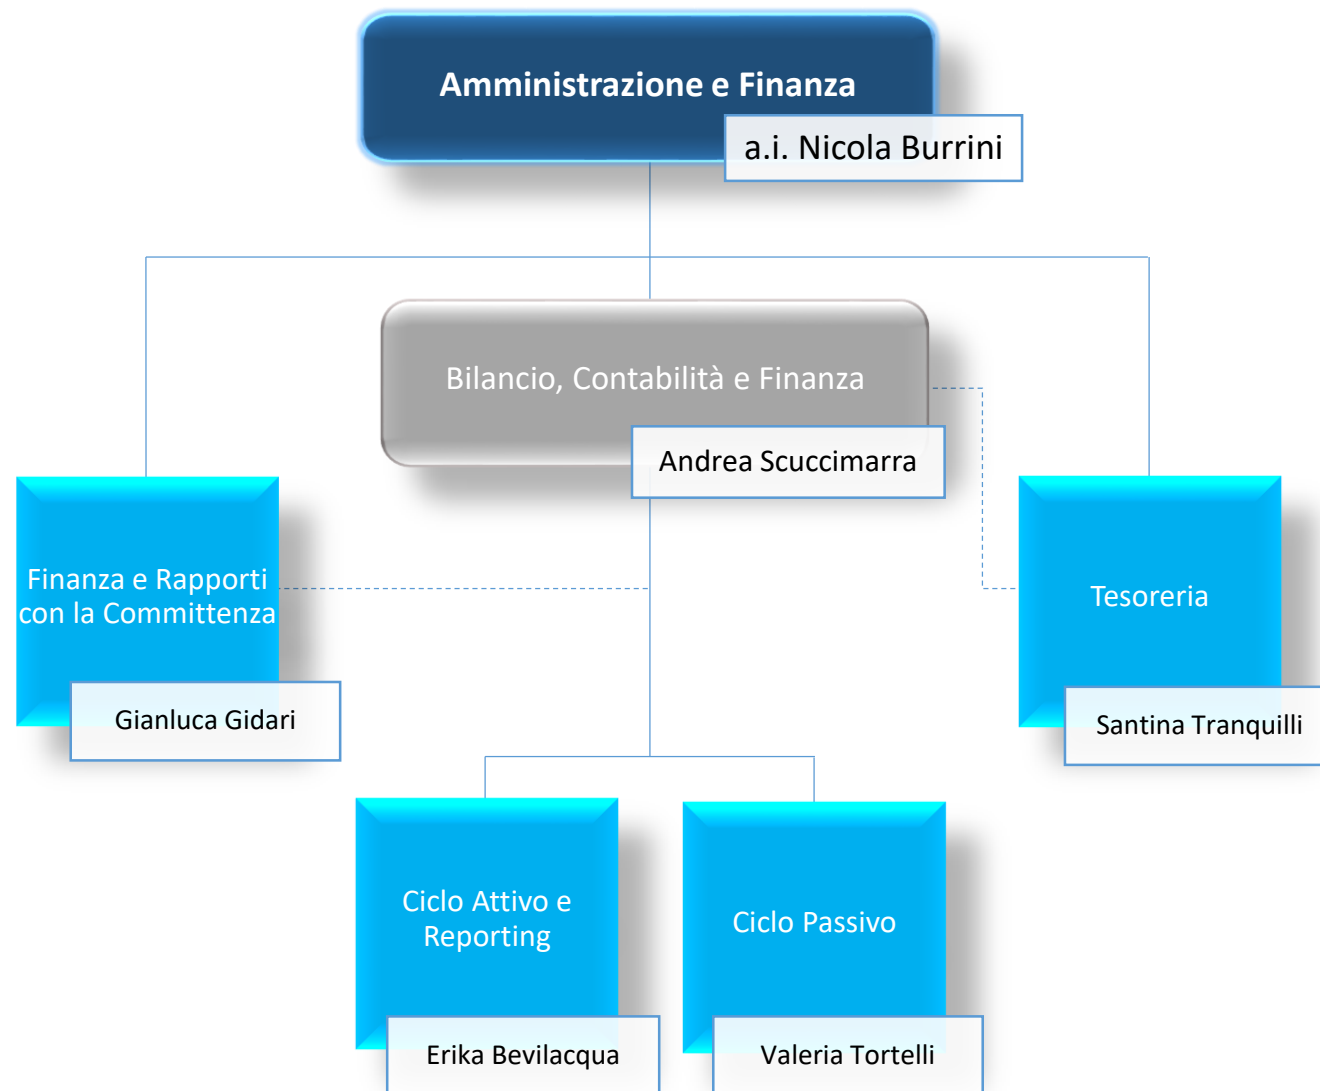 Amministrazione e Finanza
a.i. Nicola Burrini
Bilancio, Contabilità e Finanza
Andrea Scuccimarra
Finanza e Rapporti
con la Committenza
Gianluca Gidari
Tesoreria
Santina Tranquilli
Ciclo Attivo e
Reporting
Erika Bevilacqua
Ciclo Passivo
Valeria Tortelli